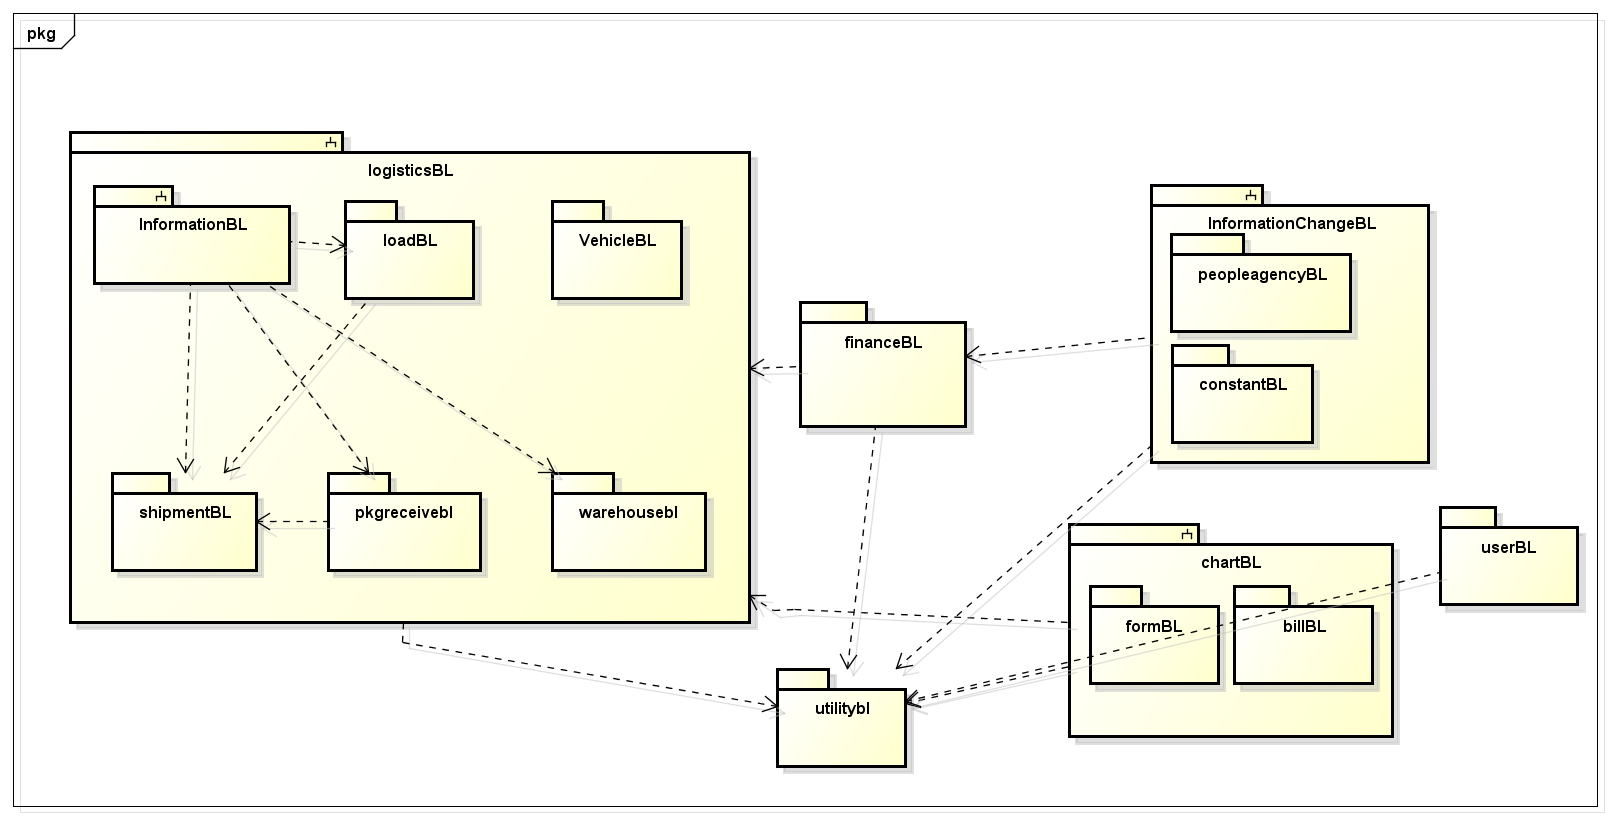 pkg
logisticsBL
InformationBL
loadBL
VehicleBL
shipmentBL
pkgreceivebl
warehousebl
financeBL
InformationChangeBL
peopleagencyBL
constantBL
chartBL
formBL
billBL
userBL
utilitybl